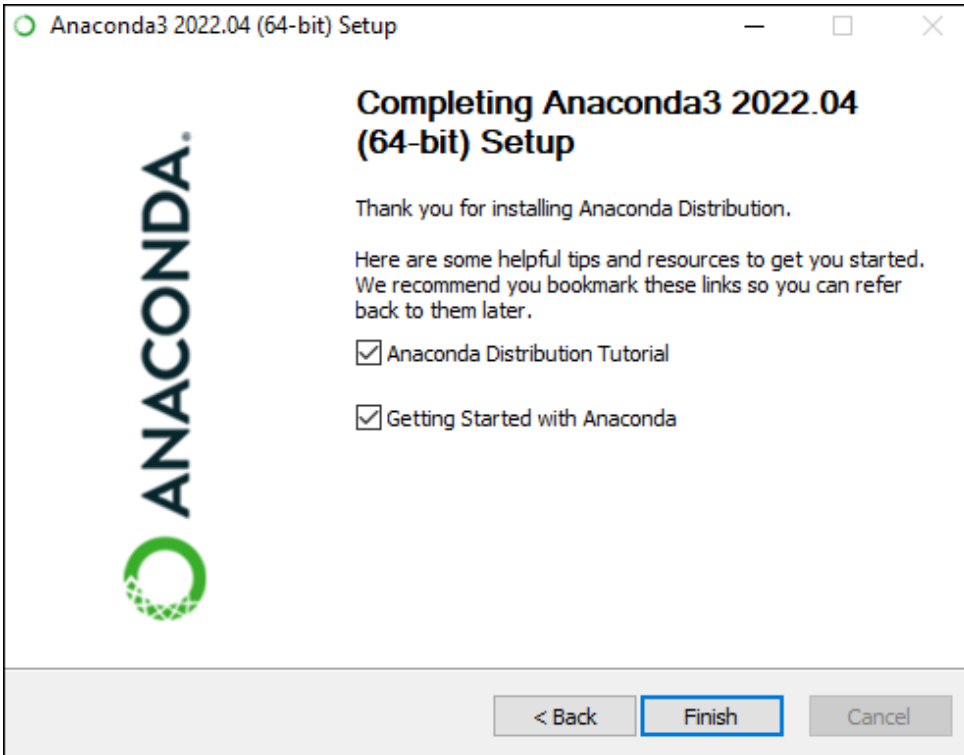 Anaconda3 2022.04 (64-bit) Setup
ANACONDA.
Completing Anaconda3 2022.04
(64-bit) Setup
Thank you for installing Anaconda Distribution.
Here are some helpful tips and resources to get you started.
We recommend you bookmark these links so you can refer
back to them later.
Anaconda Distribution Tutorial
Getting Started with Anaconda
< Back
Finish
Cancel